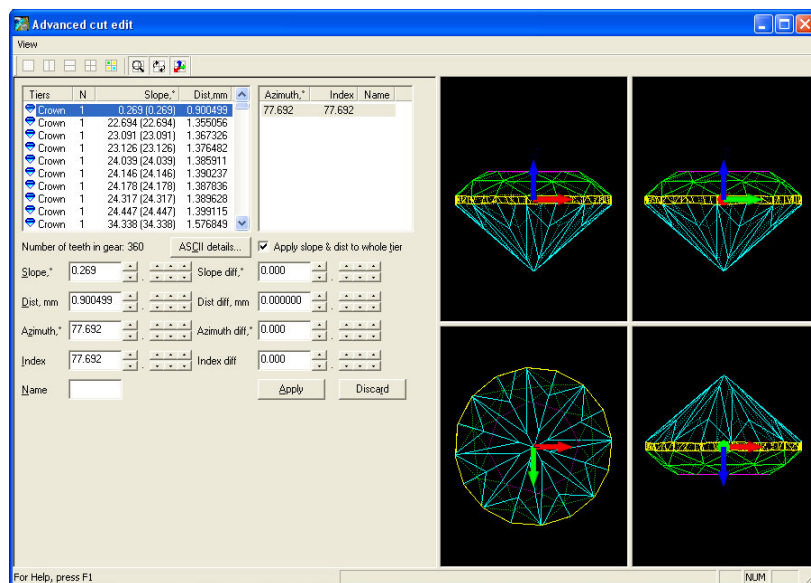 Advanced cut edit
View
Tiers N Slope,° Dist,mm
Crown 1 0.269 (0.269) 0.900499
Crown 1 22.694 (22.694) 1.355056
Crown 1 23.091 (23.091) 1.367326
Crown 1 23.126 (23.126) 1.376482
Crown 1 24.039 (24.039) 1.385911
Crown 1 24.146 (24.146) 1.390237
Crown 1 24.178 (24.178) 1.387836
Crown 1 24.317 (24.317) 1.389628
Crown 1 24.447 (24.447) 1.399115
Crown 1 34.338 (34.338) 1.576849
Azimuth,° Index Name
77.692 77.692
Number of teeth in gear: 360 ASCII details... Apply slope & dist to whole tier
Slope,° 0.269 . Slope diff,° 0.000 .
Dist, mm 0.900499 . Dist diff, mm 0.000000 .
Azimuth,° 77.692 . Azimuth diff,° 0.000 .
Index 77.692 . Index diff 0.000 .
Name Apply Discard
For Help, press F1 NUM